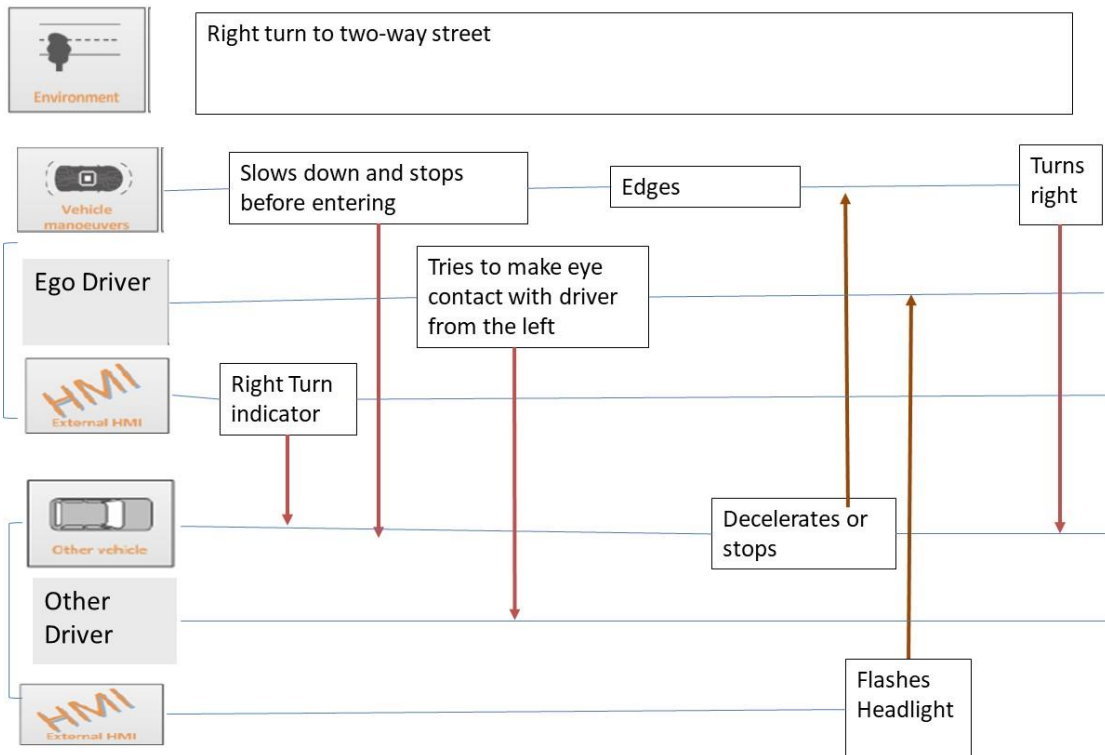 Right turn to two-way street
Environment
Vehicle
manoeuvers
Slows down and stops
before entering
Edges
Turns
right
Ego Driver
Tries to make eye
contact with driver
from the left
HMI
External HMI
Right Turn
indicator
Other vehicle
Decelerates or
stops
Other
Driver
HMI
External HMI
Flashes
Headlight